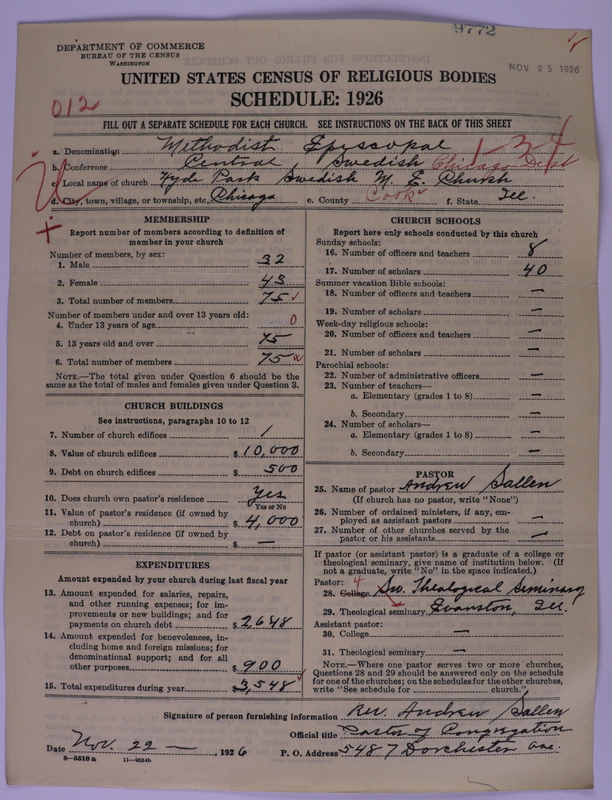 9772
DEPARTMENT OF COMMERCE
BUREAU OF THE CENSUS
WASHINGTON
NOV 23 1926
UNITED STATES CENSUS OF RELIGIOUS BODIES
SCHEDULE: 1926
012
FILL OUT A SEPARATE SCHEDULE FOR EACH CHURCH. SEE INSTRUCTIONS ON THE BACK OF THIS SHEET
a. Denomination Methodist Episcopal 1-34
b. Conference Central Swedish Chicago Dist
c. Local name of church Hyde Park Swedish M. E. Church
d. City, town, village, or township, etc. Chicago e. County Cook f. State Ill.
MEMBERSHIP
Report number of members according to definition of member in your church
Number of members, by sex:
1. Male 32
2. Female 43
3. Total number of members 75
Number of members under and over 13 years old:
4. Under 13 years of age 0
5. 13 years old and over 75
6. Total number of members 75
NOTE.—The total given under Question 6 should be
same as the total of males and females given under Question 3.
CHURCH BUILDINGS
See instructions, paragraphs 10 to 12
7. Number of church edifices 1
8. Value of church edifices $10,000
9. Debt on church edifices $ 500
10. Does church own pastor's residence yes
Yes or No
11. Value of pastor's residence (if owned by
church) $ 4,000
12. Debt on pastor's residence (if owned by
church) $ —
EXPENDITURES
Amount expended by your church during last fiscal year
13. Amount expended for salaries, repairs,
and other running expenses; for im-
provements or new buildings; and for
payments on church debt $2648
14. Amount expended for benevolences, in-
cluding home and foreign missions; for
denominational support; and for all
other purposes $ 900
15. Total expenditures during year $3,548
CHURCH SCHOOLS
Report here only schools conducted by this church
Sunday schools:
16. Number of officers and teachers 8
17. Number of scholars 40
Summer vacation Bible schools:
18. Number of officers and teachers —
19. Number of scholars —
Week-day religious schools:
20. Number of officers and teachers —
21. Number of scholars —
Parochial schools:
22. Number of administrative officers —
23. Number of teachers—
a. Elementary (grades 1 to 8) —
b. Secondary —
24. Number of scholars—
a. Elementary (grades 1 to 8) —
b. Secondary —
PASTOR
25. Name of pastor Andrew Sallen
(If church has no pastor, write "None")
26. Number of ordained ministers, if any, em-
ployed as assistant pastors —
27. Number of other churches served by the
pastor or his assistants —
If pastor (or assistant pastor) is a graduate of a college or
theological seminary, give name of institution below. (If
not a graduate, write "No" in the space indicated.)
Pastor: 4
28. College Sw. Theological Seminary
29. Theological seminary Evanston, Ill.
Assistant pastor:
30. College —
31. Theological seminary —
NOTE.—Where one pastor serves two or more churches,
Questions 28 and 29 should be answered only on the schedule
for one of the churches; on the schedules for the other churches,
write "See schedule for church."
Signature of person furnishing information Rev. Andrew Sallen
Official title Pastor of Congregation
Date Nov. 22 —, 1926 P. O. Address 5487 Dorchester ave.
8—5518 a 11—9264b